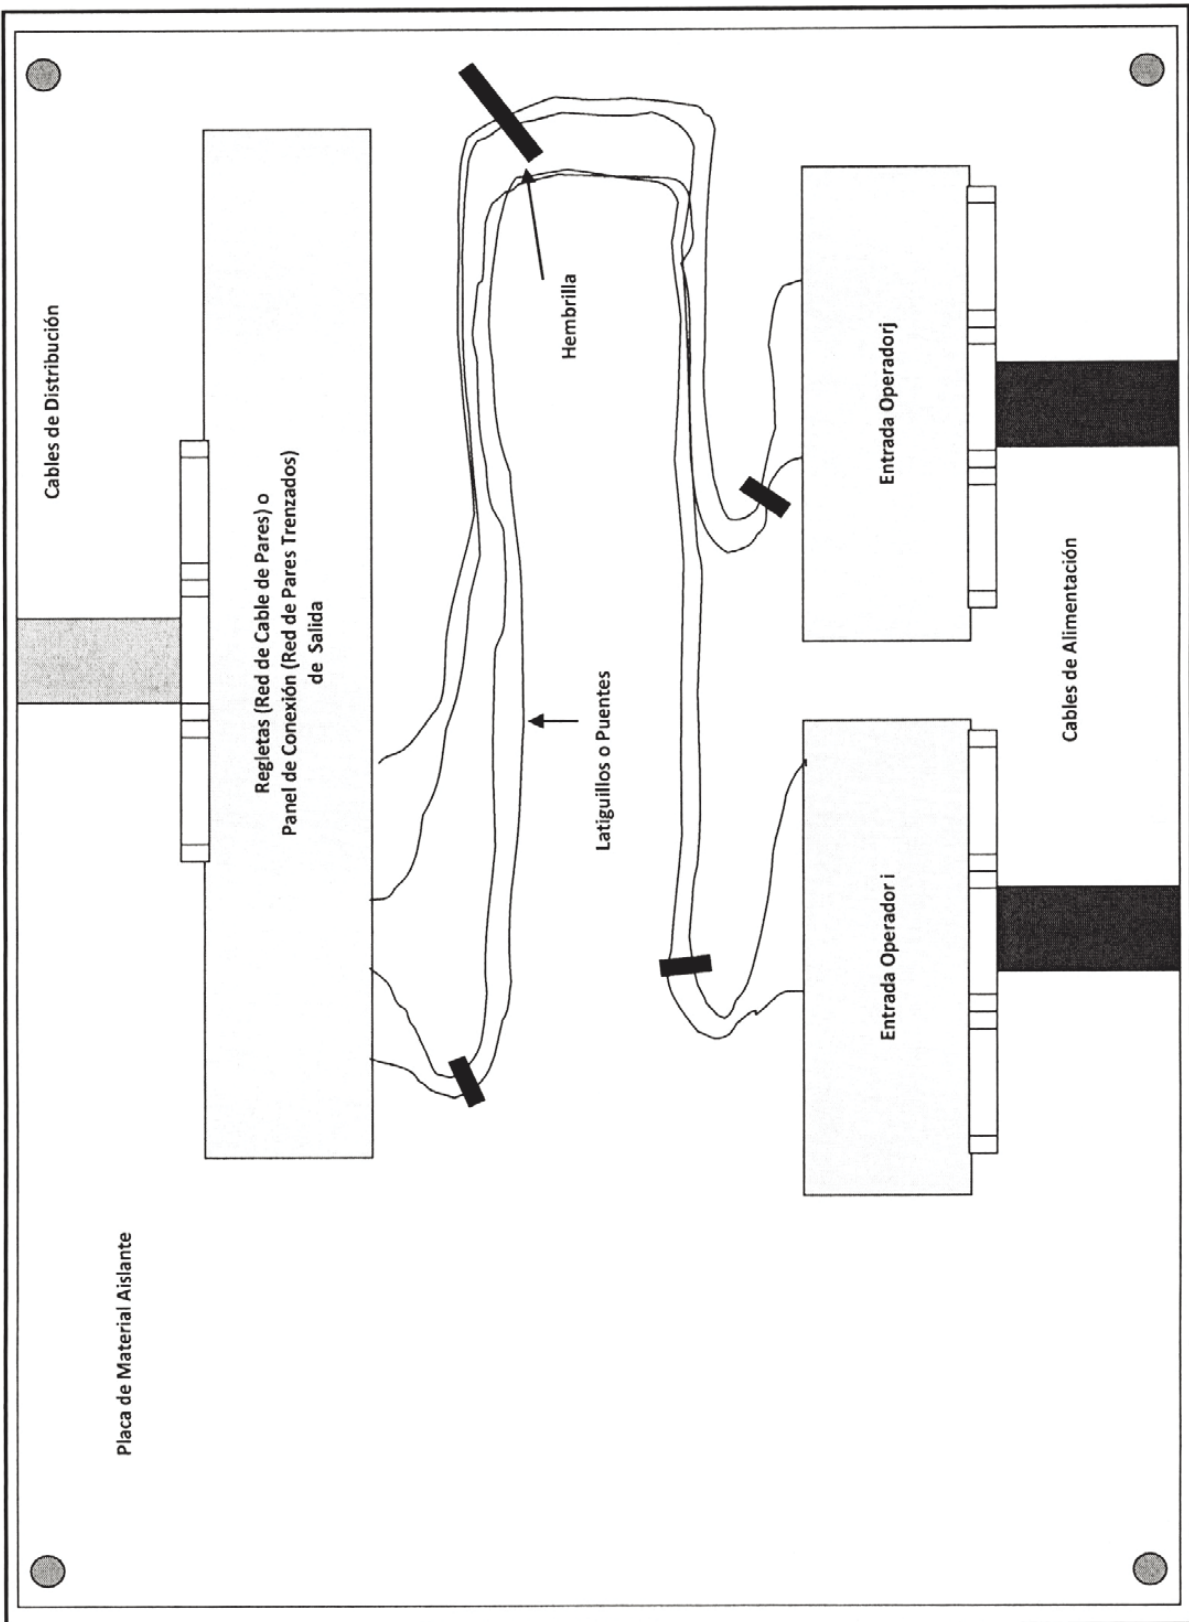 Placa de Material Aislante
Cables de Distribución
Regletas (Red de Cable de Pares) o
Panel de Conexión (Red de Pares Trenzados)
de Salida
Hembrilla
Latiguillos o Puentes
Entrada Operador i
Entrada Operadorj
Cables de Alimentación